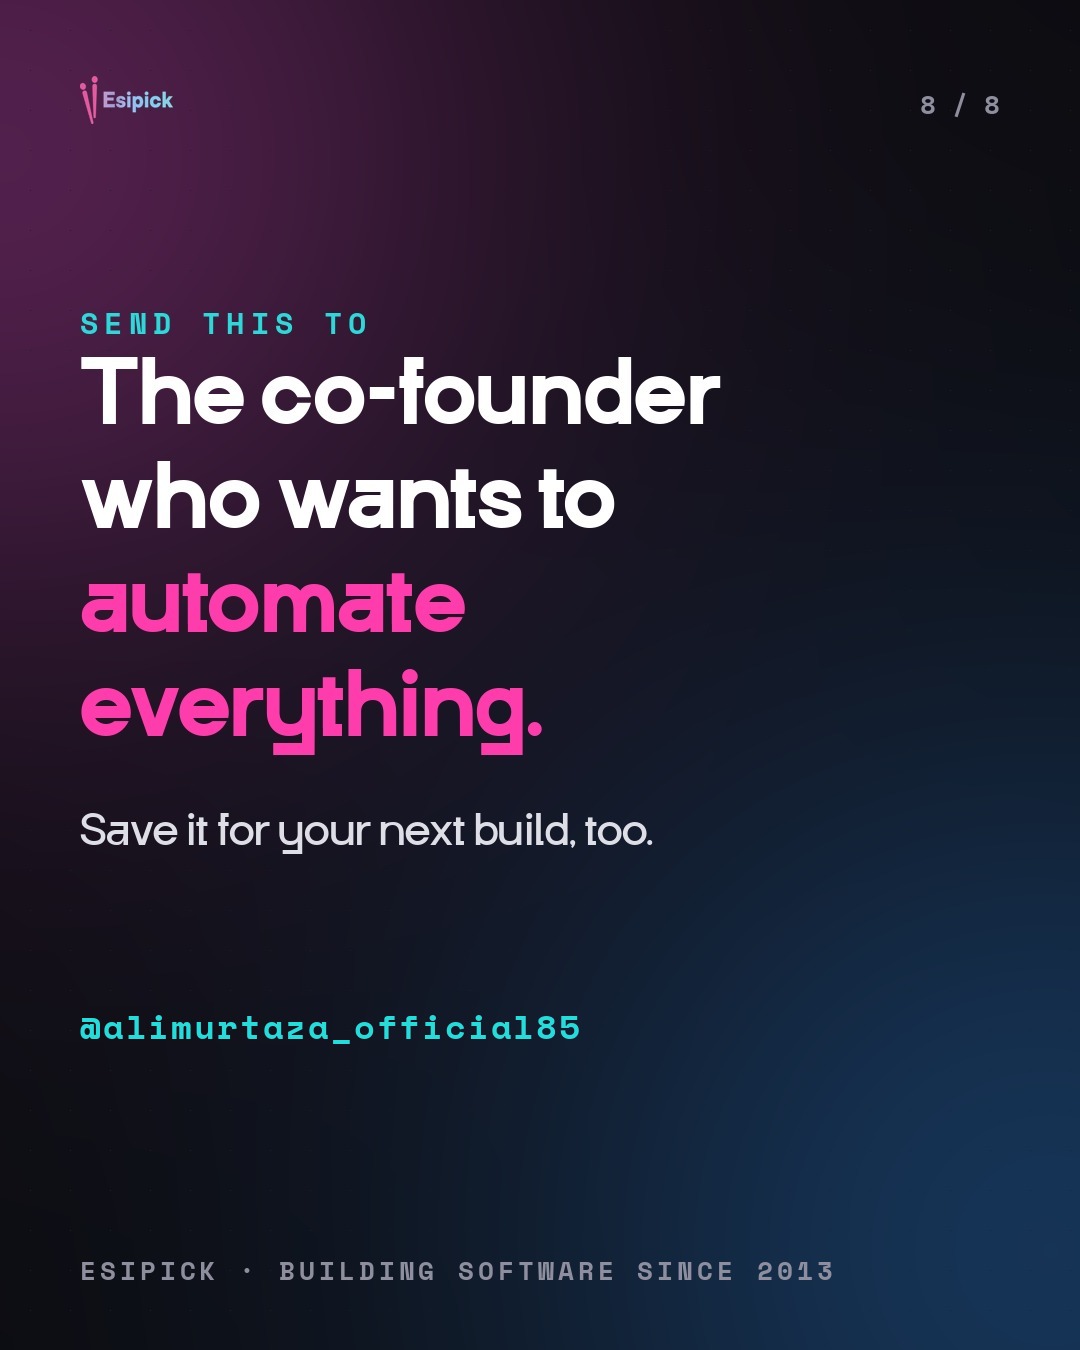 Esipick
8 / 8
SEND THIS TO
The co-founder
who wants to
automate
everything.
Save it for your next build, too.
@alimurtaza_official85
ESIPICK · BUILDING SOFTWARE SINCE 2013